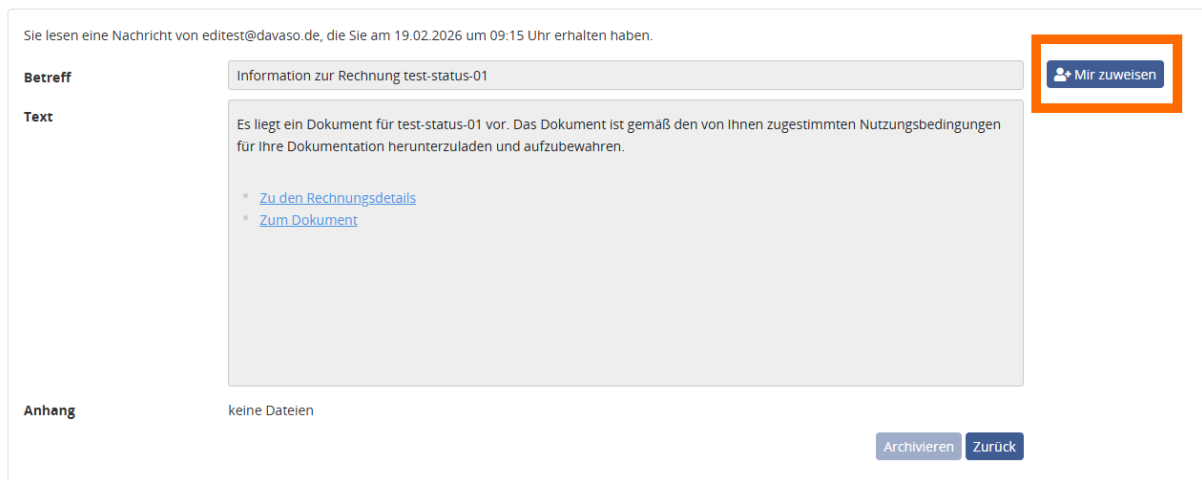 Sie lesen eine Nachricht von editest@davaso.de, die Sie am 19.02.2026 um 09:15 Uhr erhalten haben.
Betreff
Information zur Rechnung test-status-01
Mir zuweisen
Text
Es liegt ein Dokument für test-status-01 vor. Das Dokument ist gemäß den von Ihnen zugestimmten Nutzungsbedingungen
für Ihre Dokumentation herunterzuladen und aufzubewahren.
Zu den Rechnungsdetails
Zum Dokument
Anhang
keine Dateien
Archivieren
Zurück